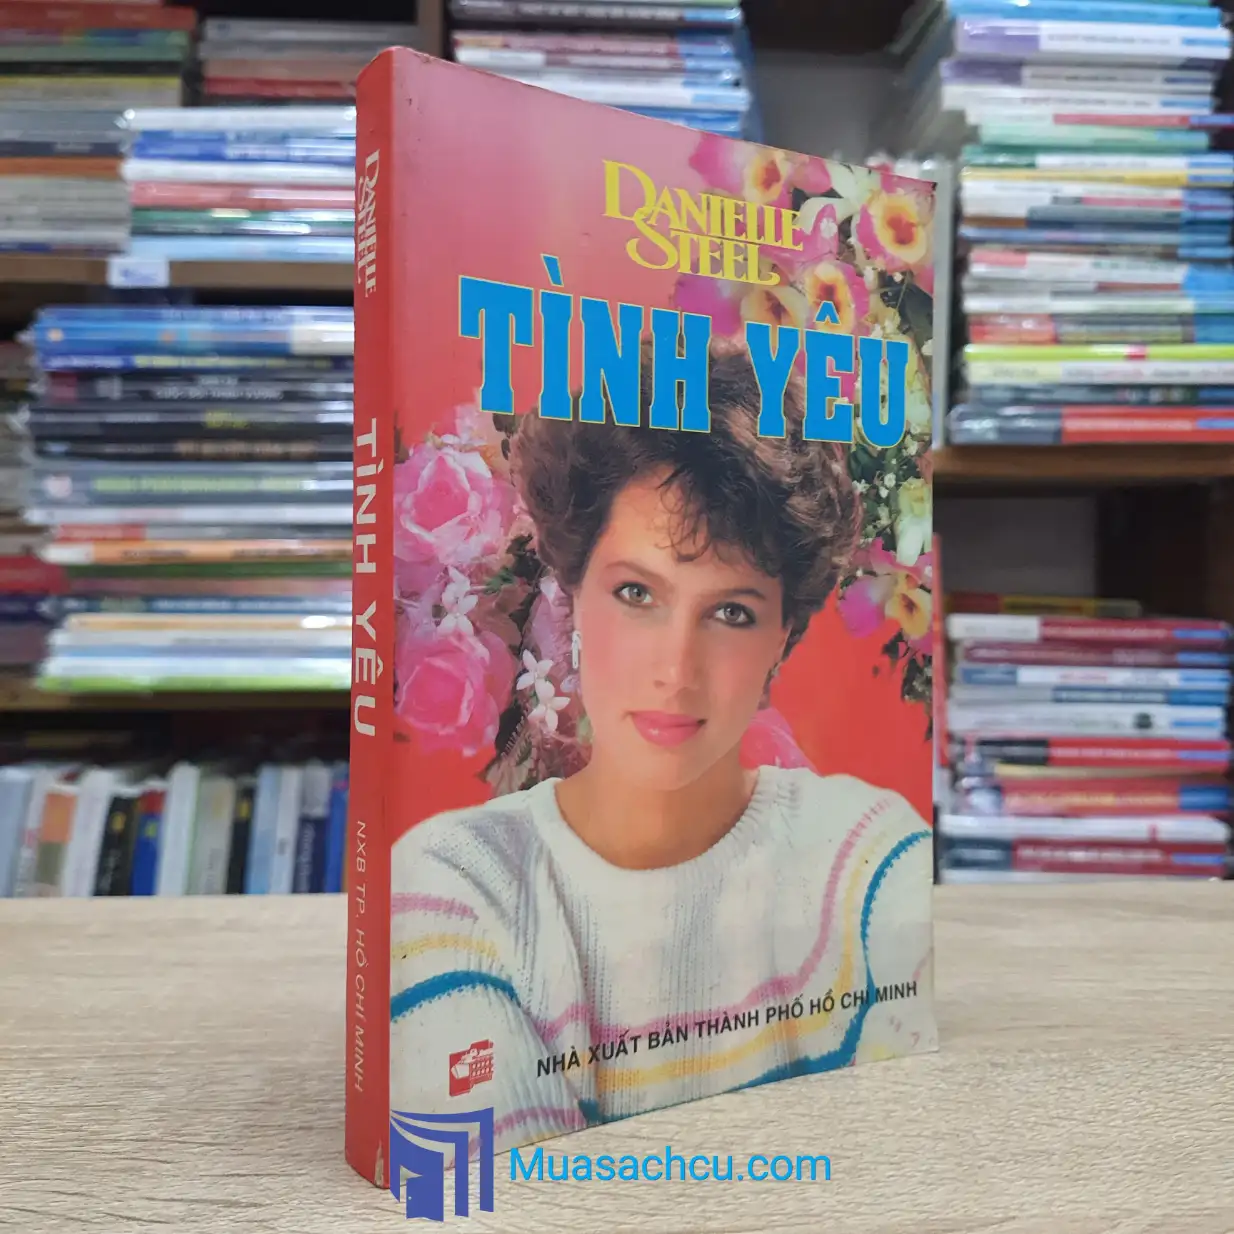 DANIELLE
STEEL
TÌNH YÊU
NHÀ XUẤT BẢN THÀNH PHỐ HỒ CHÍ MINH
DANIELLE
STEEL
TÌNH YÊU
NXB TP. HỒ CHÍ MINH
Muasachcu.com